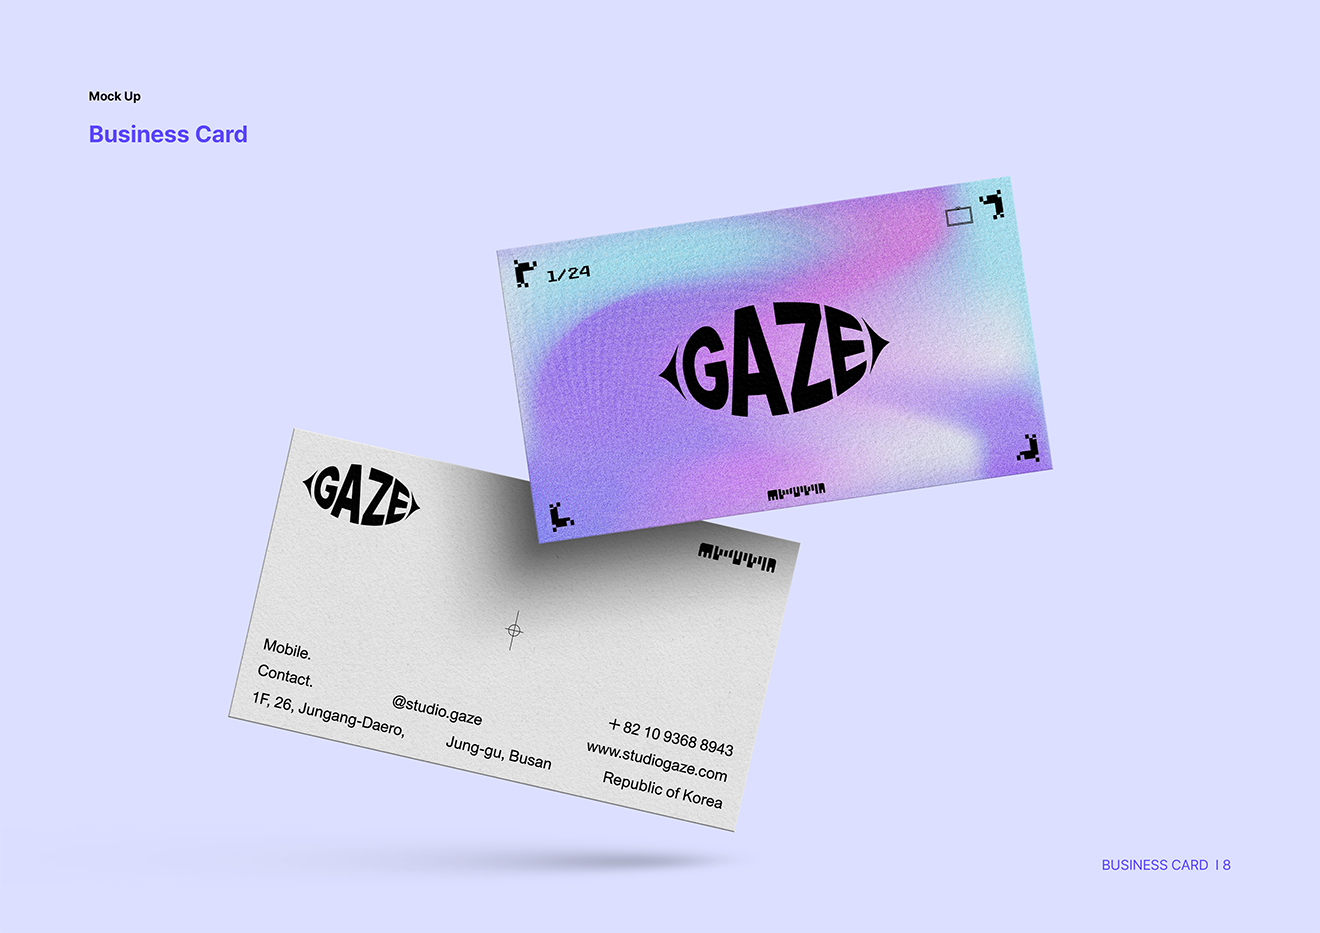 Mock Up
Business Card
1/24
GAZE
GAZE
Mobile.
+ 82 10 9368 8943
Contact.
@studio.gaze
www.studiogaze.com
1F, 26, Jungang-Daero,
Jung-gu, Busan
Republic of Korea
BUSINESS CARD I 8